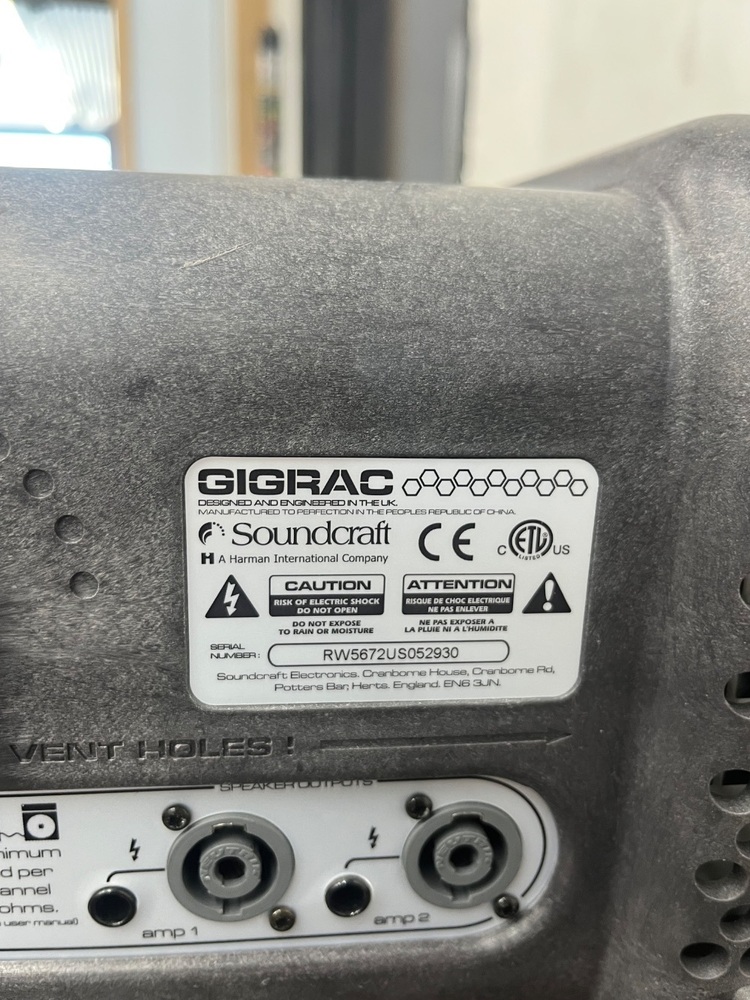 GIGRAC
DESIGNED AND ENGINEERED IN THE UK.
MANUFACTURED TO PERFECTION IN THE PEOPLES REPUBLIC OF CHINA.
Soundcraft CE
H A Harman International Company
C ETL LISTED US
CAUTION
RISK OF ELECTRIC SHOCK
DO NOT OPEN
DO NOT EXPOSE
TO RAIN OR MOISTURE
ATTENTION
RISQUE DE CHOC ELECTRIQUE
NE PAS ENLEVER
NE PAS EXPOSER A
LA PLUIE NI A L'HUMIDITE
SERIAL
NUMBER: RW5672US052930
Soundcraft Electronics. Cranborne House, Cranborne Rd,
Potters Bar, Herts. England. EN6 3JN.
VENT HOLES !
SPEAKER OUTPUTS
nimum
d per
annel
ohms.
user manual)
amp 1
amp 2